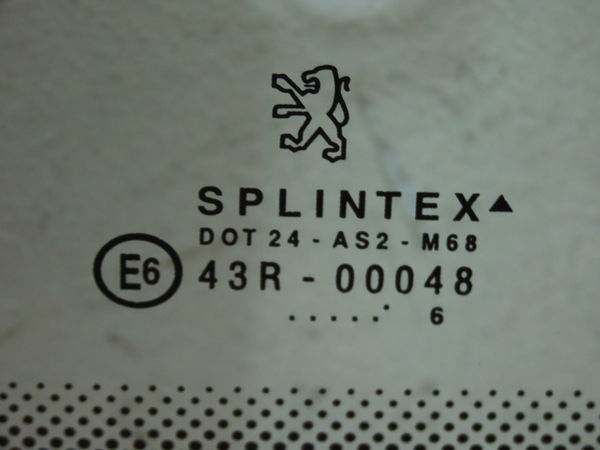 SPLINTEX▲
DOT 24 - AS2 - M68
E6 43R - 00048
.....· 6